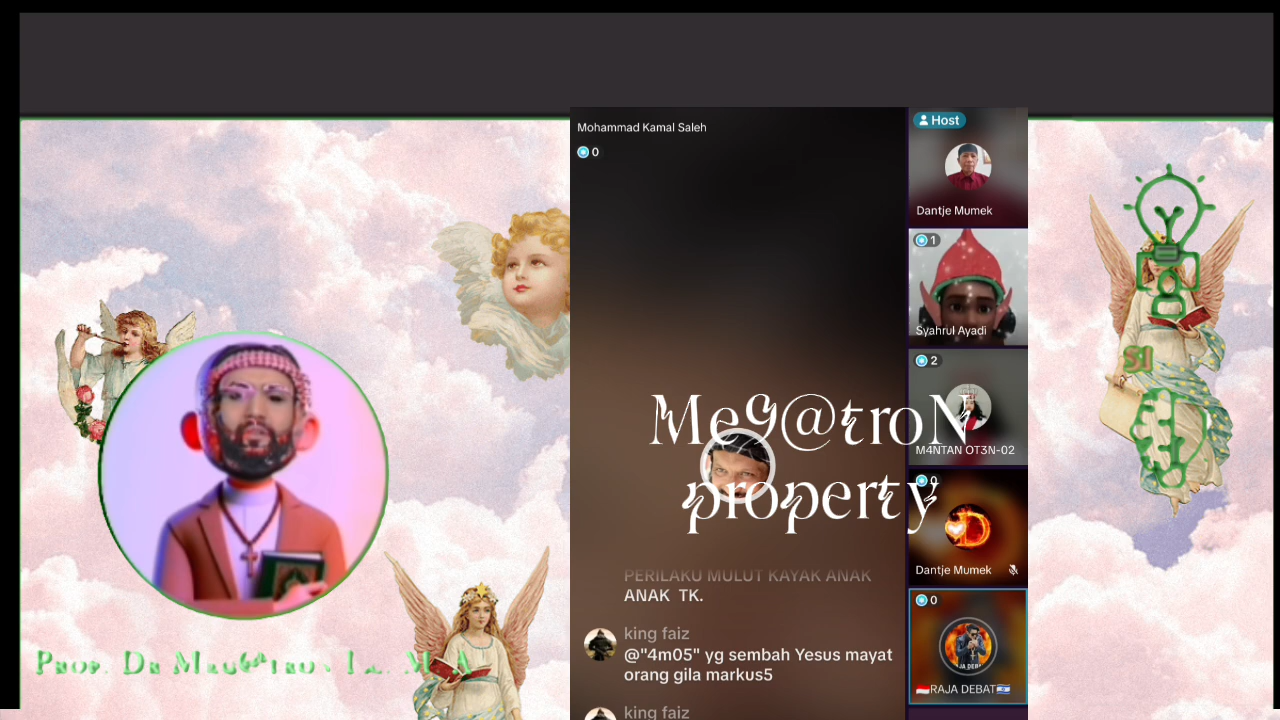 Mohammad Kamal Saleh
0
Host
Dantje Mumek
1
Syahrul Ayadi
2
M4NTAN OT3N-02
0
Dantje Mumek
0
RAJA DEBAT
Meg@troN
property
PERILAKU MULUT KAYAK ANAK
ANAK TK.
king faiz
@"4m05" yg sembah Yesus mayat
orang gila markus5
king faiz
SI